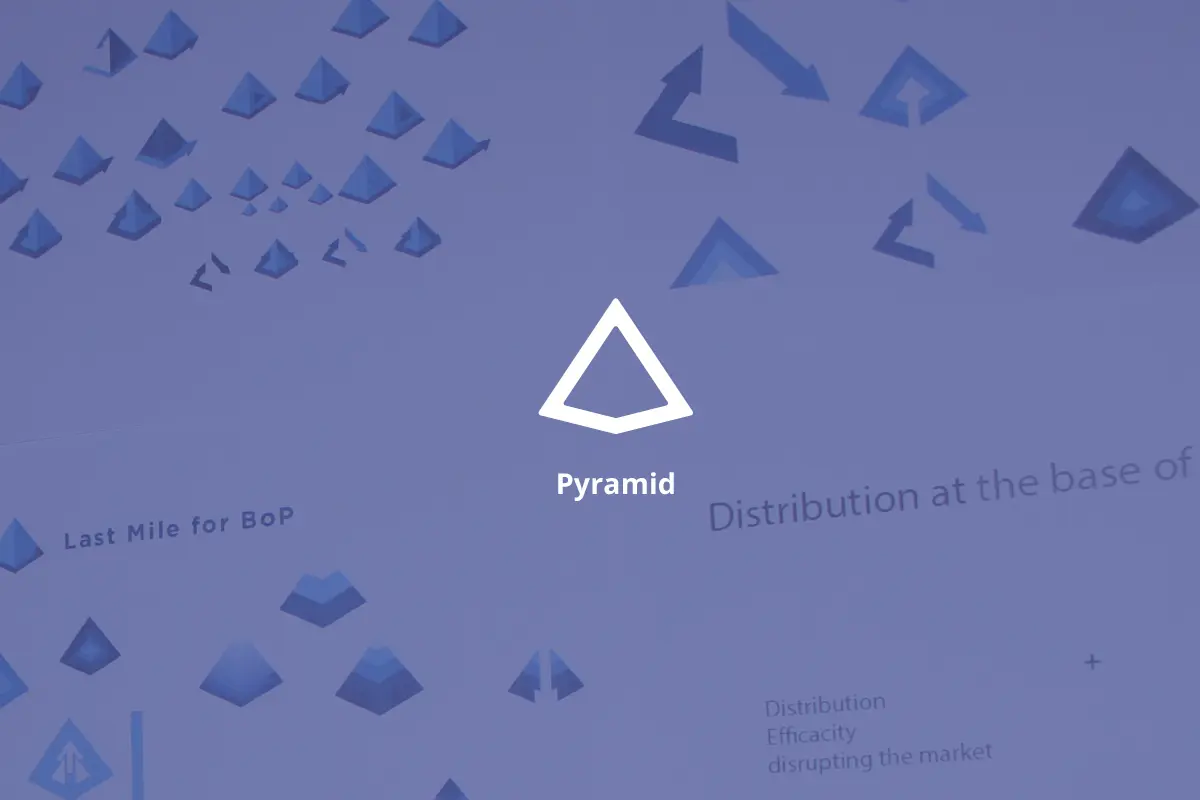 Pyramid
Distribution at the base of
Last Mile for BoP
Distribution
Efficacity
disrupting the market